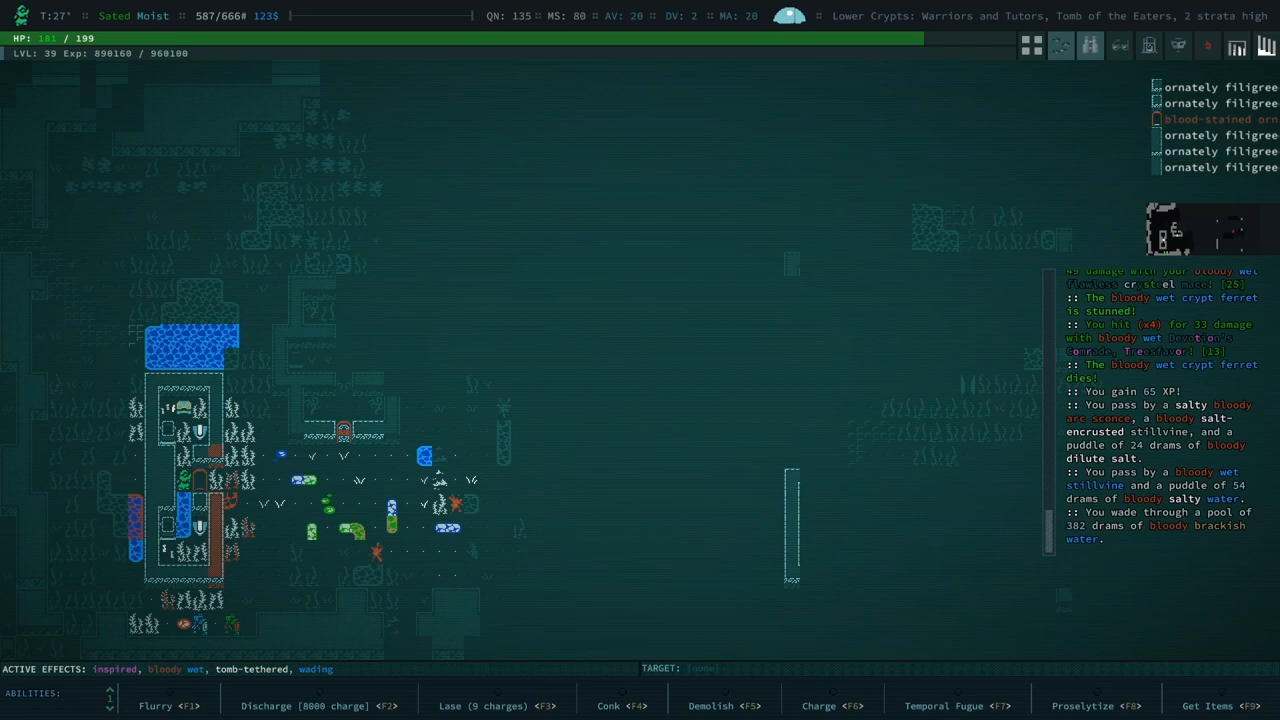 T:27° Sated Moist :: 587/666# 123$ QN: 135 :: MS: 80 :: AV: 20 :: DV: 2 :: MA: 20 :: Lower Crypts: Warriors and Tutors, Tomb of the Eaters, 2 strata high
HP: 181 / 199
LVL: 39 Exp: 890160 / 960100
ornately filigree
ornately filigree
blood-stained orn
ornately filigree
ornately filigree
ornately filigree
49 damage with your bloody wet
flawless crysteel mace! [25]
:: The bloody wet crypt ferret
is stunned!
:: You hit (x4) for 33 damage
with bloody wet Devotion's
Comrade, Treesfavor! [13]
:: The bloody wet crypt ferret
dies!
:: You gain 65 XP!
:: You pass by a salty bloody
arc sconce, a bloody salt-
encrusted stillvine, and a
puddle of 24 drams of bloody
dilute salt.
:: You pass by a bloody wet
stillvine and a puddle of 54
drams of bloody salty water.
:: You wade through a pool of
382 drams of bloody brackish
water.
ACTIVE EFFECTS: inspired, bloody wet, tomb-tethered, wading
TARGET: [none]
ABILITIES: 1 Flurry <F1> Discharge [8000 charge] <F2> Lase (9 charges) <F3> Conk <F4> Demolish <F5> Charge <F6> Temporal Fugue <F7> Proselytize <F8> Get Items <F9>